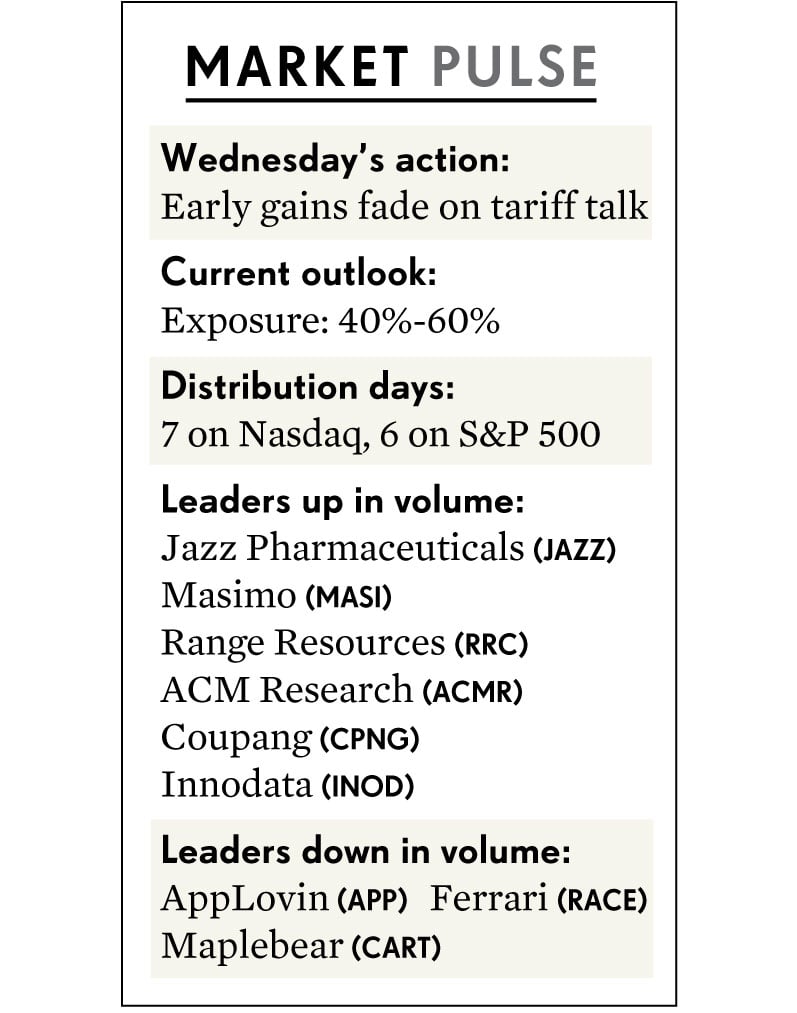 MARKET PULSE
Wednesday’s action:
Early gains fade on tariff talk
Current outlook:
Exposure: 40%-60%
Distribution days:
7 on Nasdaq, 6 on S&P 500
Leaders up in volume:
Jazz Pharmaceuticals (JAZZ)
Masimo (MASI)
Range Resources (RRC)
ACM Research (ACMR)
Coupang (CPNG)
Innodata (INOD)
Leaders down in volume:
AppLovin (APP) Ferrari (RACE)
Maplebear (CART)